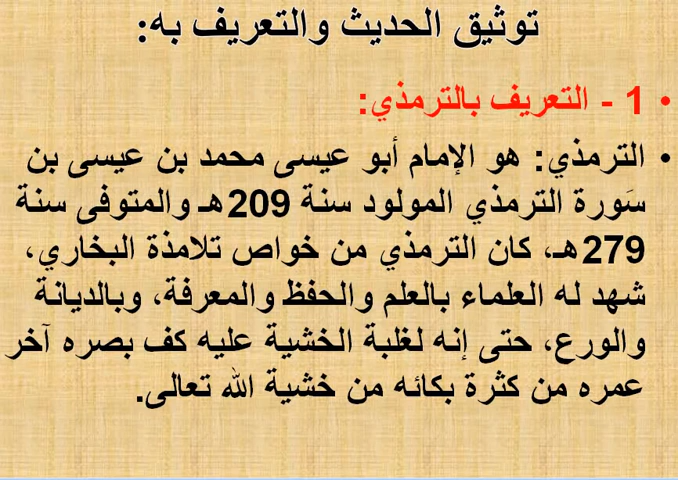 توثيق الحديث والتعريف به:
• 1 - التعريف بالترمذي:
• الترمذي: هو الإمام أبو عيسى محمد بن عيسى بن
سَورة الترمذي المولود سنة 209هـ والمتوفى سنة
279هـ، كان الترمذي من خواص تلامذة البخاري،
شهد له العلماء بالعلم والحفظ والمعرفة، وبالديانة
والورع، حتى إنه لغلبة الخشية عليه كف بصره آخر
عمره من كثرة بكائه من خشية الله تعالى.